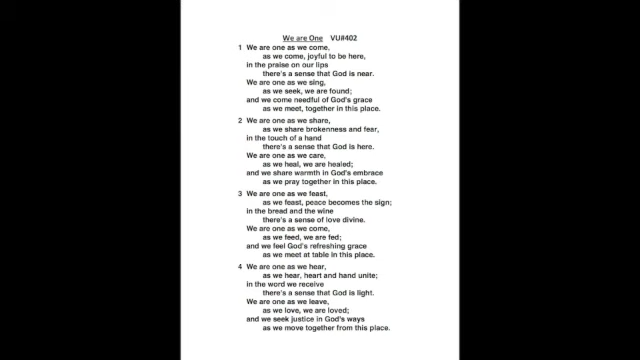 We are One VU#402
1 We are one as we come,
as we come, joyful to be here,
in the praise on our lips
there's a sense that God is near.
We are one as we sing,
as we seek, we are found;
and we come needful of God's grace
as we meet, together in this place.
2 We are one as we share,
as we share brokenness and fear,
in the touch of a hand
there's a sense that God is here.
We are one as we care,
as we heal, we are healed;
and we share warmth in God's embrace
as we pray together in this place.
3 We are one as we feast,
as we feast, peace becomes the sign;
in the bread and the wine
there's a sense of love divine.
We are one as we come,
as we feed, we are fed;
and we feel God's refreshing grace
as we meet at table in this place.
4 We are one as we hear,
as we hear, heart and hand unite;
in the word we receive
there's a sense that God is light.
We are one as we leave,
as we love, we are loved;
and we seek justice in God's ways
as we move together from this place.